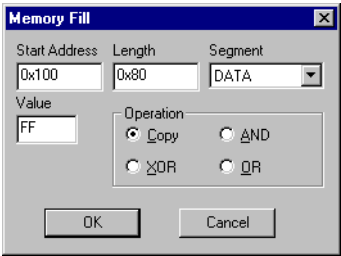 Memory Fill
Start Address Length Segment
0x100 0x80 DATA
Value
FF
Operation
Copy AND
XOR OR
OK Cancel